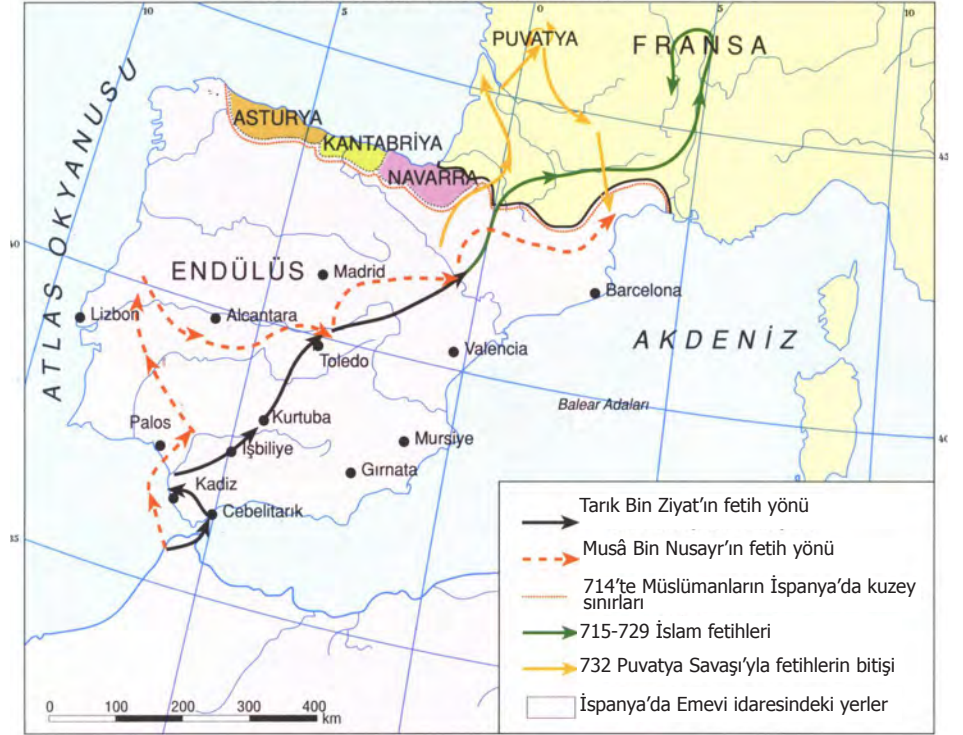 10
5
0
5
10
PUVATYA
FRANSA
ATLAS OKYANUSU
ASTURYA
KANTABRİYA
NAVARRA
43
40
ENDÜLÜS
Madrid
Barcelona
Lizbon
Alcantara
AKDENİZ
Toledo
Valencia
Balear Adaları
Palos
Kurtuba
Mursiye
40
İşbiliye
Gırnata
Kadiz
Cebelitarık
35
Tarık Bin Ziyat'ın fetih yönü
Musâ Bin Nusayr'ın fetih yönü
714'te Müslümanların İspanya'da kuzey
sınırları
715-729 İslam fetihleri
732 Puvatya Savaşı'yla fetihlerin bitişi
İspanya'da Emevi idaresindeki yerler
0 100 200 300 400
km